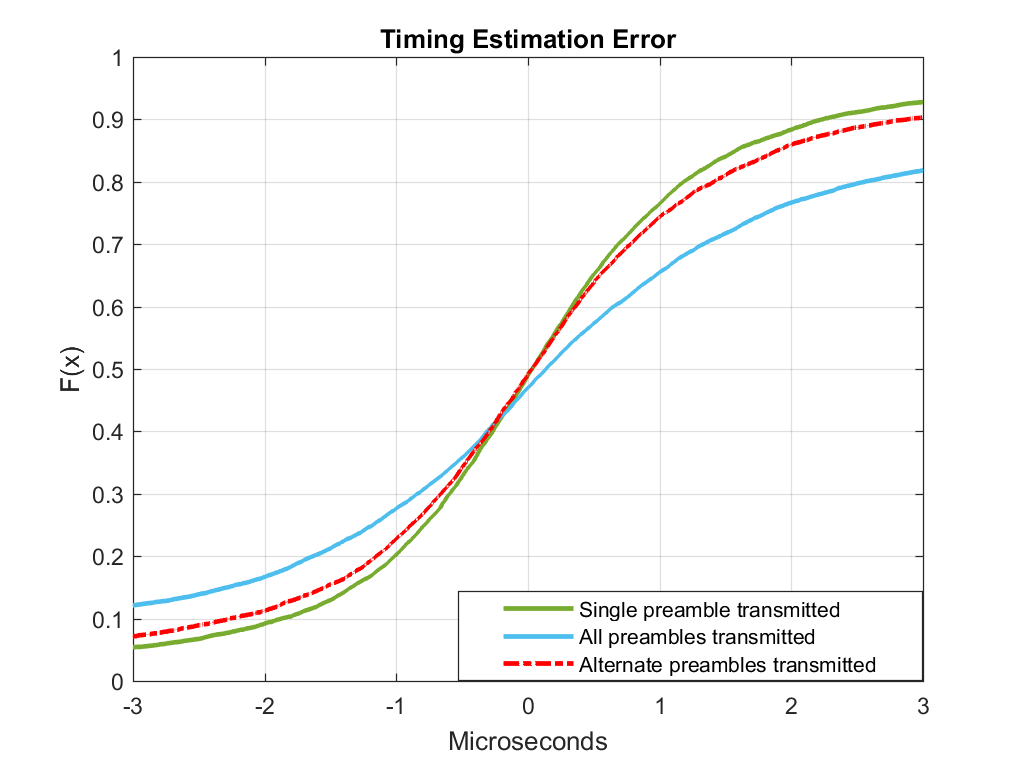 Timing Estimation Error
1
0.9
0.8
0.7
0.6
0.5
0.4
0.3
0.2
0.1
0
F(x)
-3 -2 -1 0 1 2 3
Microseconds
Single preamble transmitted
All preambles transmitted
Alternate preambles transmitted